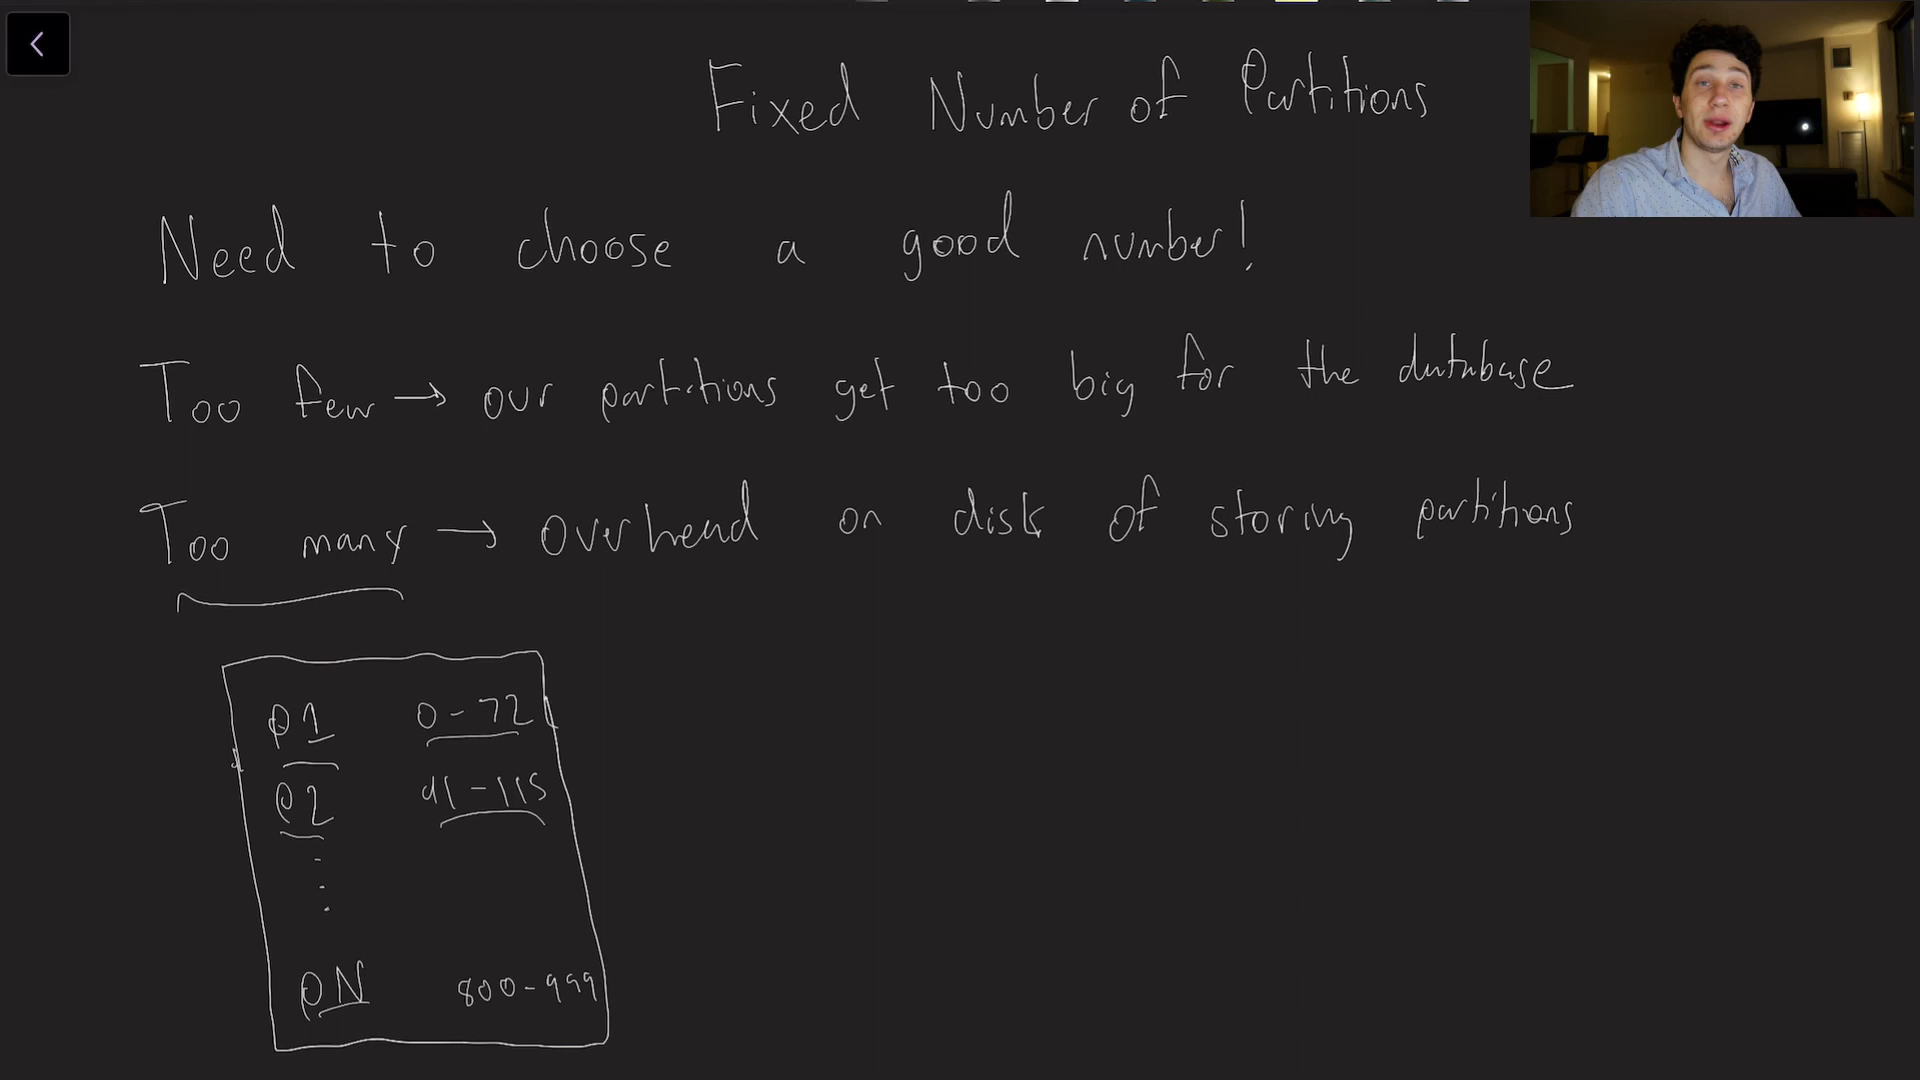 Fixed Number of Partitions
Need to choose a good number!
Too few → our partitions get too big for the database
Too many → overhead on disk of storing partitions
P1 0-72
P2 41-115
PN 800-999